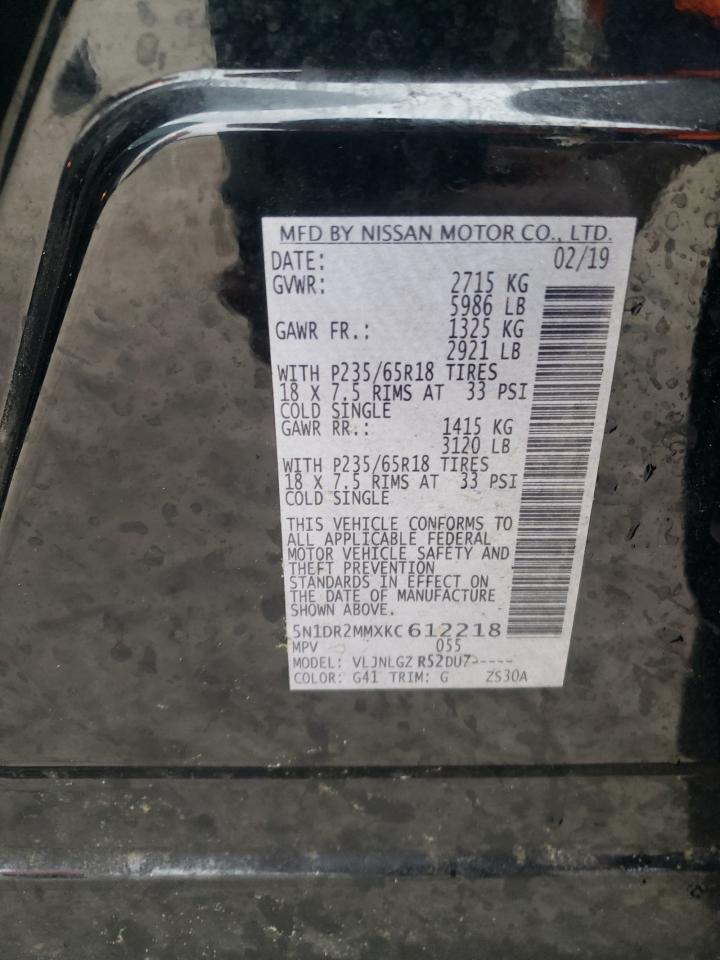 MFD BY NISSAN MOTOR CO., LTD.
DATE: 02/19
GVWR: 2715 KG
5986 LB
GAWR FR.: 1325 KG
2921 LB
WITH P235/65R18 TIRES
18 X 7.5 RIMS AT 33 PSI
COLD SINGLE
GAWR RR.: 1415 KG
3120 LB
WITH P235/65R18 TIRES
18 X 7.5 RIMS AT 33 PSI
COLD SINGLE
THIS VEHICLE CONFORMS TO
ALL APPLICABLE FEDERAL
MOTOR VEHICLE SAFETY AND
THEFT PREVENTION
STANDARDS IN EFFECT ON
THE DATE OF MANUFACTURE
SHOWN ABOVE.
5N1DR2MMXKC612218
MPV 055
MODEL: VLJNLGZ R52DU7-----
COLOR: G41 TRIM: G ZS30A